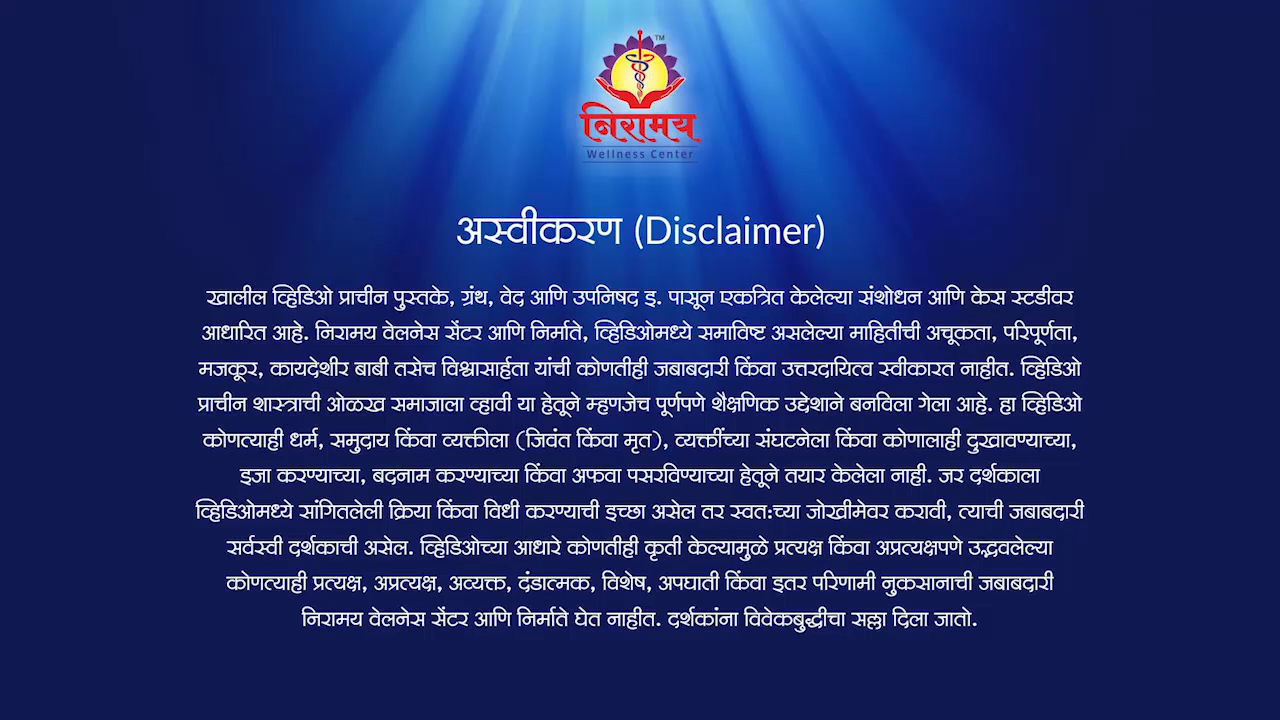 TM
निरामय
Wellness Center
अस्वीकरण (Disclaimer)
खालील व्हिडिओ प्राचीन पुस्तके, ग्रंथ, वेद आणि उपनिषद इ. पासून एकत्रित केलेल्या संशोधन आणि केस स्टडीवर
आधारित आहे. निरामय वेलनेस सेंटर आणि निर्माते, व्हिडिओमध्ये समाविष्ट असलेल्या माहितीची अचूकता, परिपूर्णता,
मजकूर, कायदेशीर बाबी तसेच विश्वासार्हता यांची कोणतीही जबाबदारी किंवा उत्तरदायित्व स्वीकारत नाहीत. व्हिडिओ
प्राचीन शास्त्राची ओळख समाजाला व्हावी या हेतूने म्हणजेच पूर्णपणे शैक्षणिक उद्देशाने बनविला गेला आहे. हा व्हिडिओ
कोणत्याही धर्म, समुदाय किंवा व्यक्तीला (जिवंत किंवा मृत), व्यक्तींच्या संघटनेला किंवा कोणालाही दुखावण्याच्या,
इजा करण्याच्या, बदनाम करण्याच्या किंवा अफवा पसरविण्याच्या हेतूने तयार केलेला नाही. जर दर्शकाला
व्हिडिओमध्ये सांगितलेली क्रिया किंवा विधी करण्याची इच्छा असेल तर स्वत:च्या जोखीमेवर करावी, त्याची जबाबदारी
सर्वस्वी दर्शकाची असेल. व्हिडिओच्या आधारे कोणतीही कृती केल्यामुळे प्रत्यक्ष किंवा अप्रत्यक्षपणे उद्भवलेल्या
कोणत्याही प्रत्यक्ष, अप्रत्यक्ष, अव्यक्त, दंडात्मक, विशेष, अपघाती किंवा इतर परिणामी नुकसानाची जबाबदारी
निरामय वेलनेस सेंटर आणि निर्माते घेत नाहीत. दर्शकांना विवेकबुद्धीचा सल्ला दिला जातो.